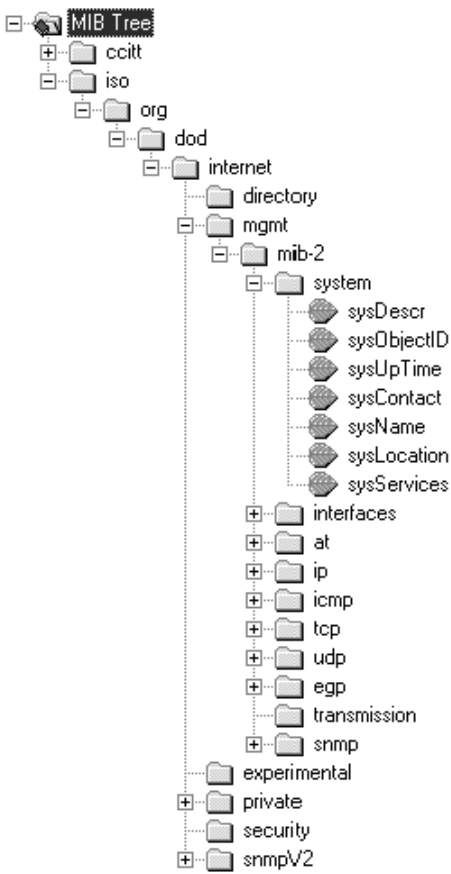 MIB Tree
ccitt
iso
org
dod
internet
directory
mgmt
mib-2
system
sysDescr
sysObjectID
sysUpTime
sysContact
sysName
sysLocation
sysServices
interfaces
at
ip
icmp
tcp
udp
egp
transmission
snmp
experimental
private
security
snmpV2